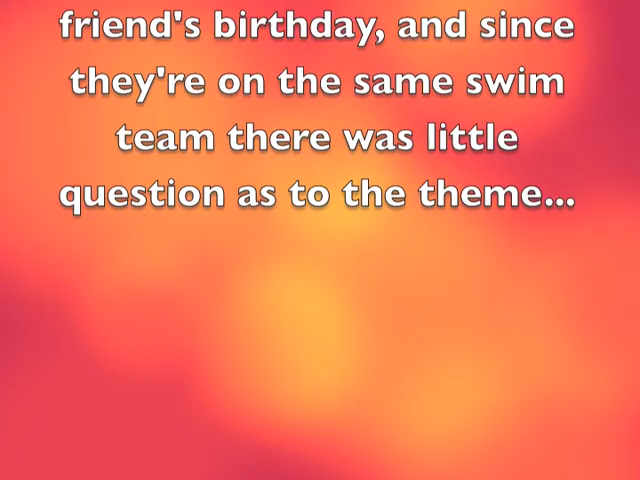 friend's birthday, and since
they're on the same swim
team there was little
question as to the theme...